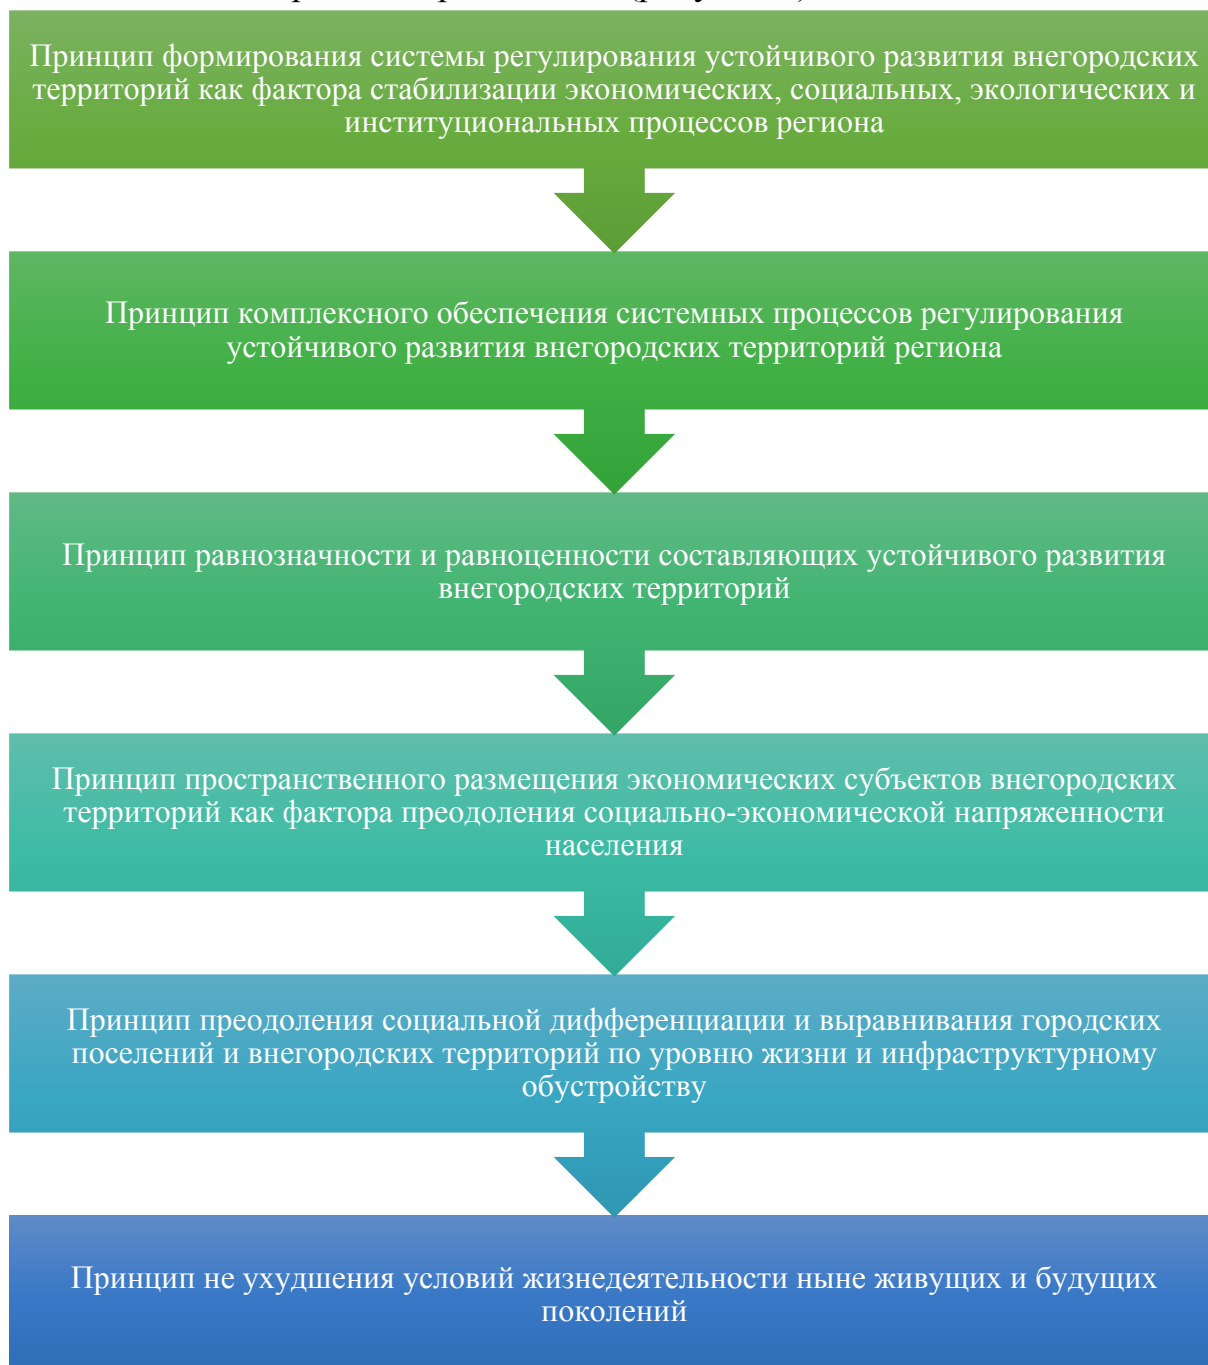 Принцип формирования системы регулирования устойчивого развития внегородских
территорий как фактора стабилизации экономических, социальных, экологических и
институциональных процессов региона
Принцип комплексного обеспечения системных процессов регулирования
устойчивого развития внегородских территорий региона
Принцип равнозначности и равноценности составляющих устойчивого развития
внегородских территорий
Принцип пространственного размещения экономических субъектов внегородских
территорий как фактора преодоления социально-экономической напряженности
населения
Принцип преодоления социальной дифференциации и выравнивания городских
поселений и внегородских территорий по уровню жизни и инфраструктурному
обустройству
Принцип не ухудшения условий жизнедеятельности ныне живущих и будущих
поколений